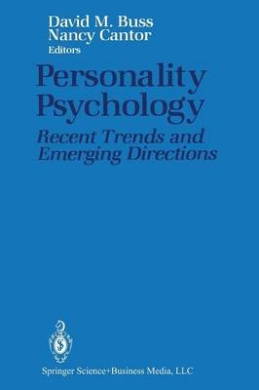 David M. Buss
Nancy Cantor
Editors
Personality
Psychology
Recent Trends and
Emerging Directions
Springer Science+Business Media, LLC